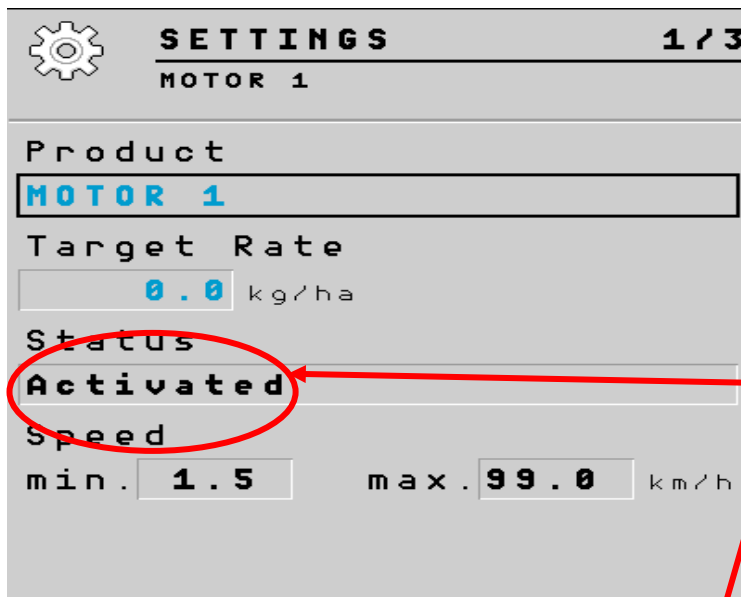 SETTINGS 1/3
MOTOR 1
Product
MOTOR 1
Target Rate
0.0 kg/ha
Status
Activated
Speed
min. 1.5 max. 99.0 km/h